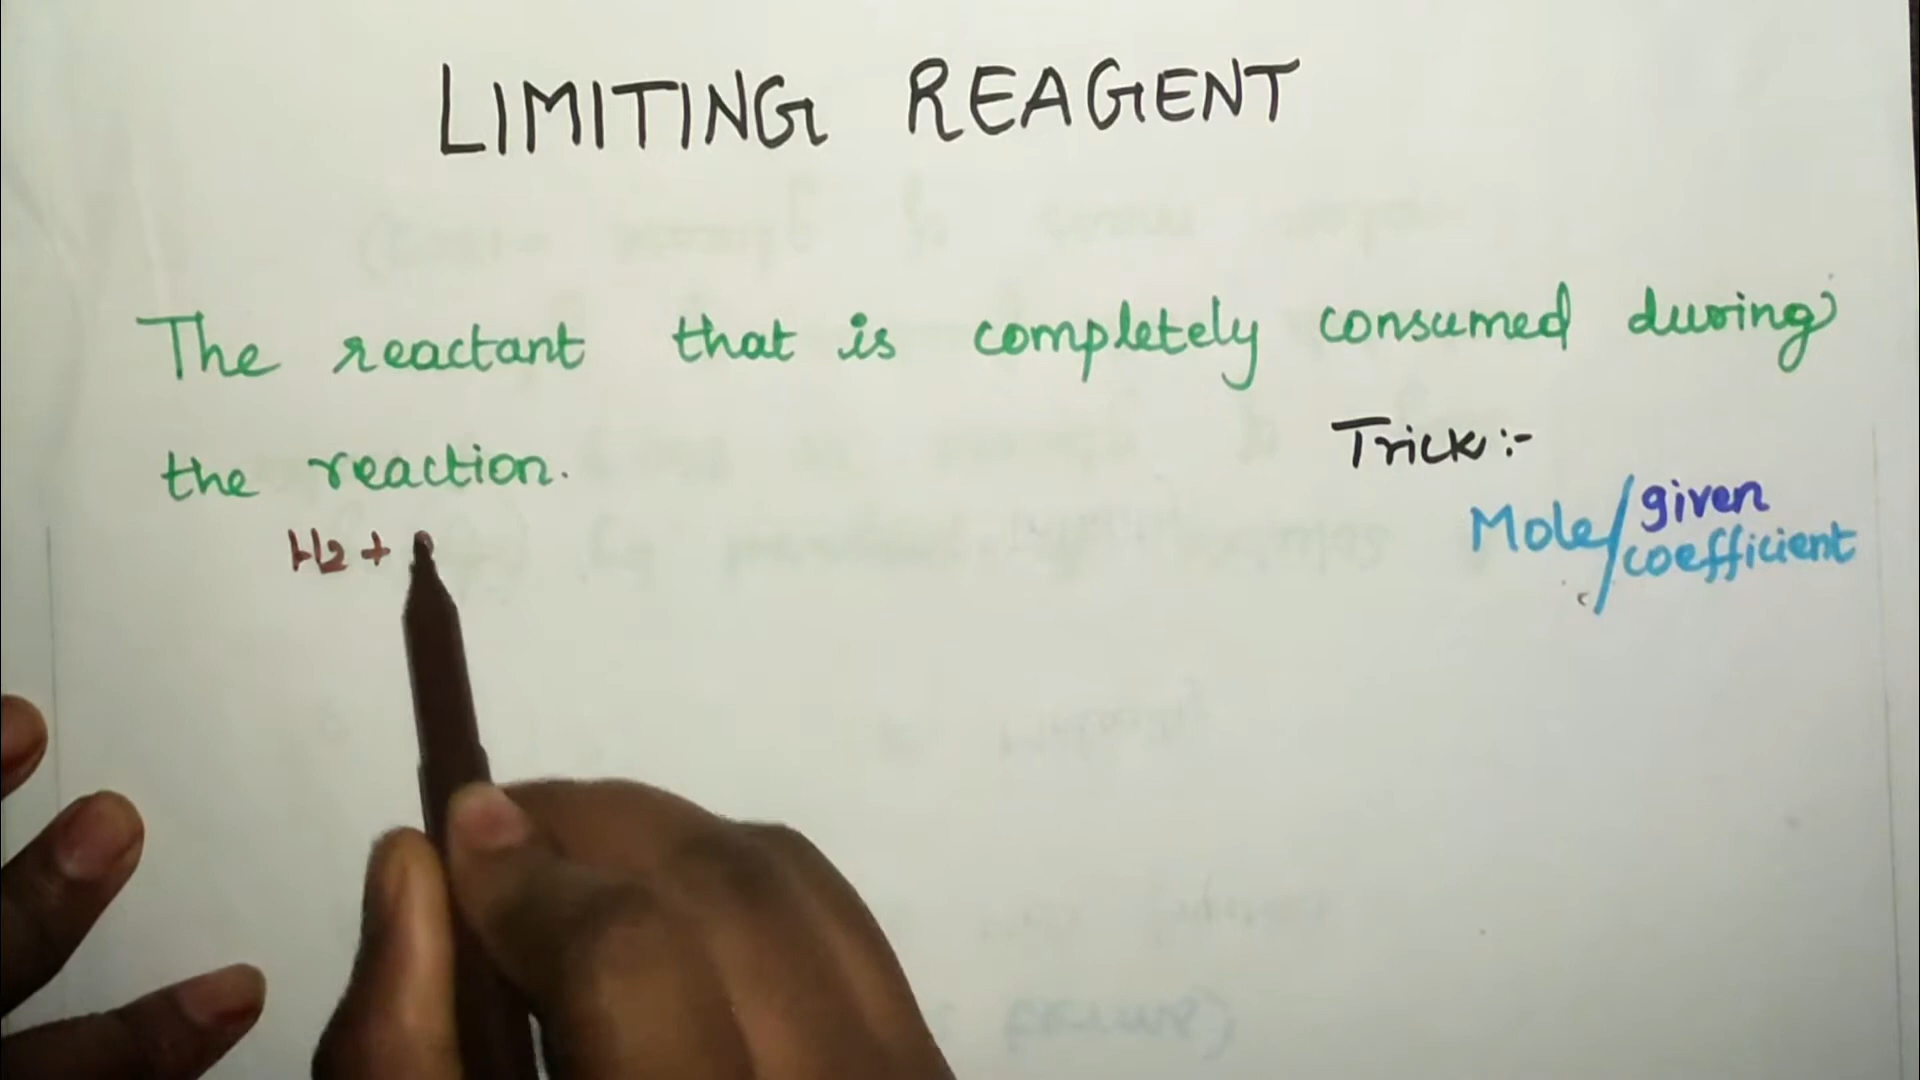 LIMITING REAGENT
The reactant that is completely consumed during
the reaction.
Trick:-
Mole/given coefficient
H2 +